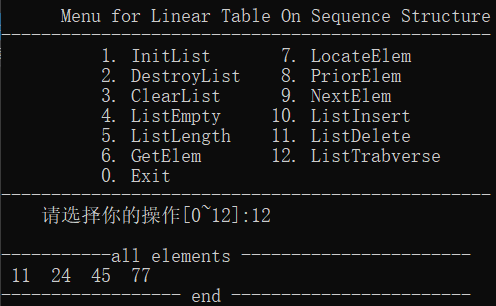 Menu for Linear Table On Sequence Structure
-------------------------------------------------
1. InitList 7. LocateElem
2. DestroyList 8. PriorElem
3. ClearList 9. NextElem
4. ListEmpty 10. ListInsert
5. ListLength 11. ListDelete
6. GetElem 12. ListTrabverse
0. Exit
-------------------------------------------------
请选择你的操作[0~12]:12
-----------all elements -----------------------
11 24 45 77
------------------ end ------------------------